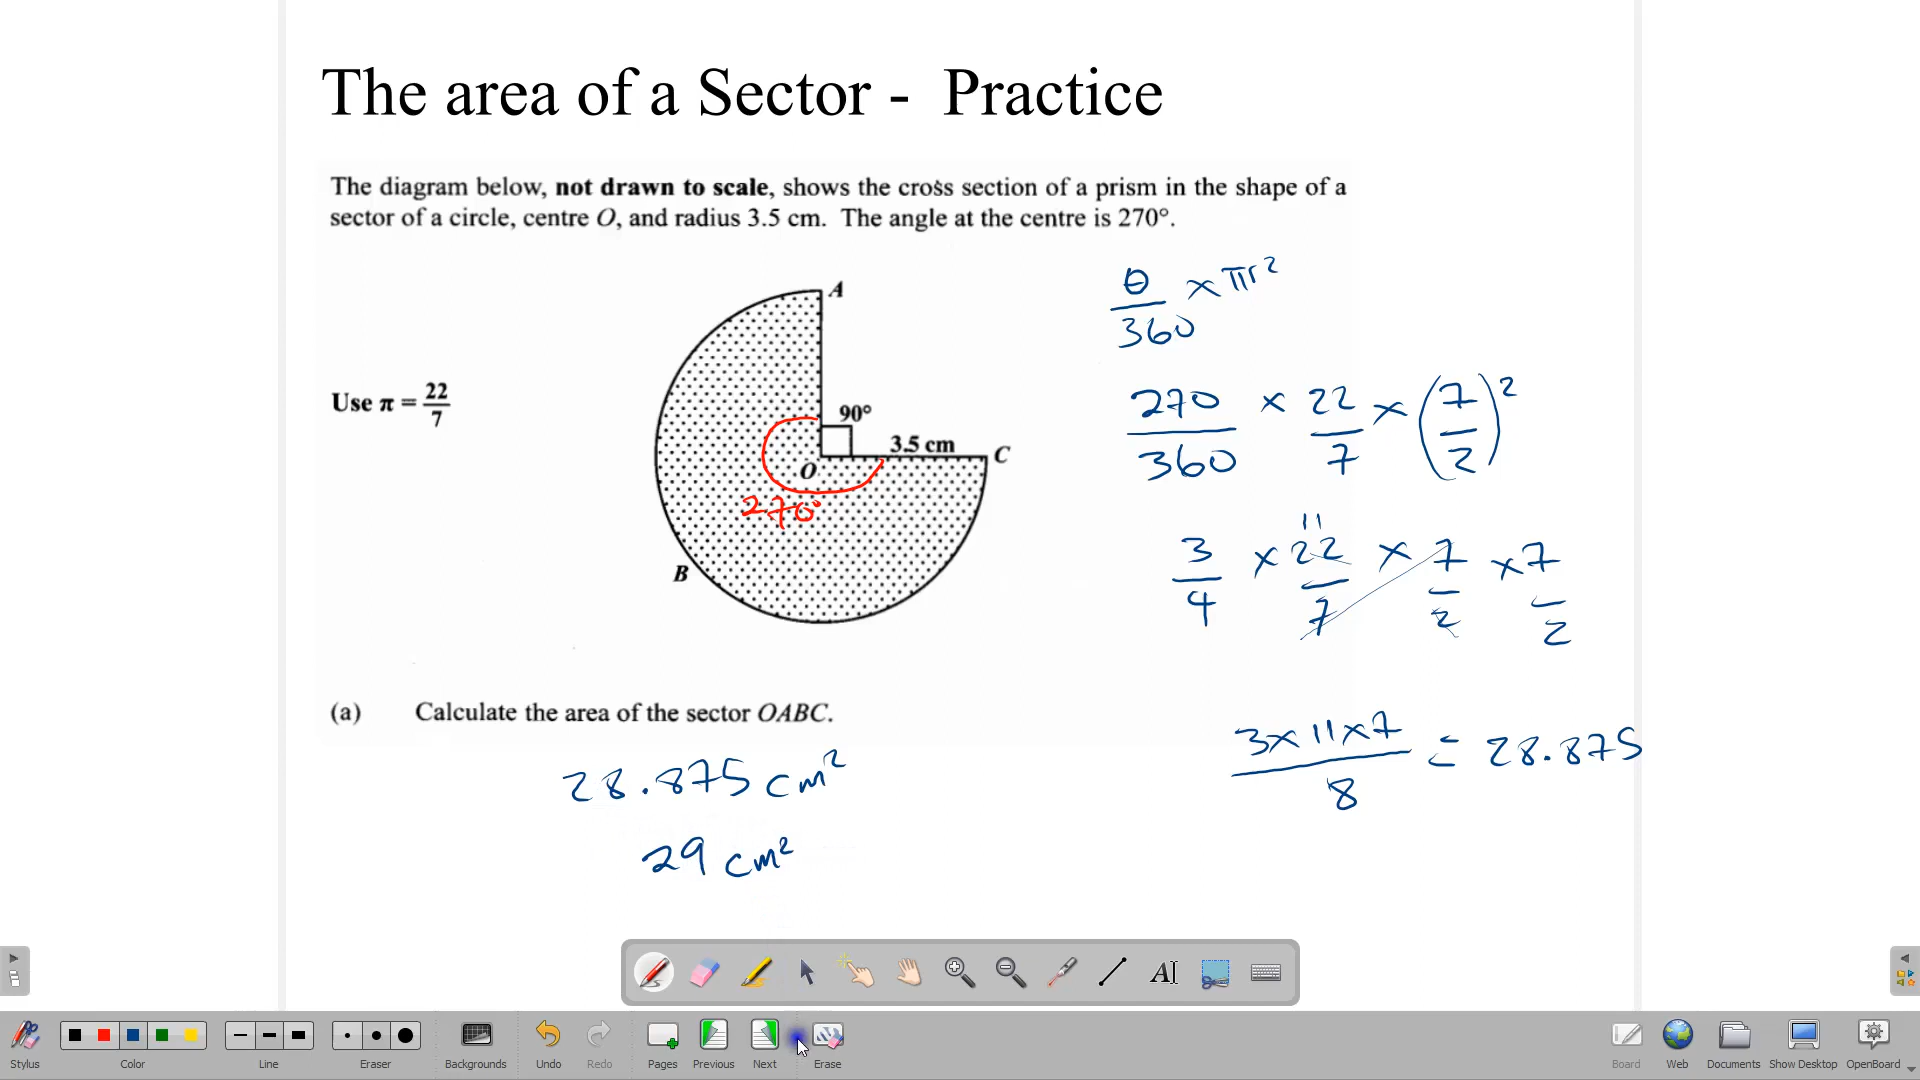 The area of a Sector - Practice
The diagram below, not drawn to scale, shows the cross section of a prism in the shape of a
sector of a circle, centre O, and radius 3.5 cm. The angle at the centre is 270°.
θ/360 × πr²
A
Use π = 22/7
90°
3.5 cm
C
O
270°
B
270/360 × 22/7 × (7/2)²
11
3/4 × 22/7 × 7/2 × 7/2
(a) Calculate the area of the sector OABC.
3×11×7/8 = 28.875
28.875 cm²
29 cm²
AI
Stylus
Color
Line
Eraser
Backgrounds
Undo
Redo
Pages
Previous
Next
Erase
Board
Web
Documents
Show Desktop
OpenBoard